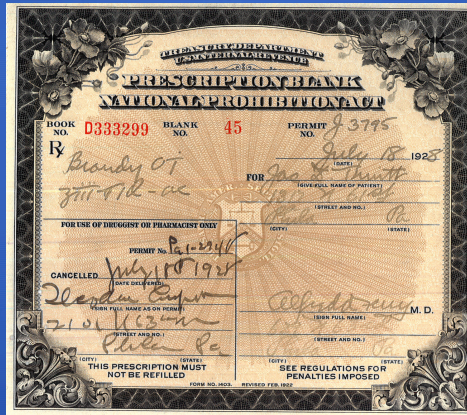 TREASURY DEPARTMENT
U.S. INTERNAL REVENUE
PRESCRIPTION BLANK
NATIONAL PROHIBITION ACT
BOOK NO. D333299 BLANK NO. 45 PERMIT NO. J 3795
℞
July 18 1928
(DATE)
Brandy
FOR Jas
(GIVE FULL NAME OF PATIENT)
(STREET AND NO.)
Phila Pa
(CITY) (STATE)
FOR USE OF DRUGGIST OR PHARMACIST ONLY
PERMIT NO. Pa
CANCELLED July 18 1928
(DATE DELIVERED)
(SIGN FULL NAME AS ON PERMIT)
M.D.
(SIGN FULL NAME)
(STREET AND NO.)
(STREET AND NO.)
Phila Pa
(CITY) (STATE)
(CITY) (STATE)
THIS PRESCRIPTION MUST
NOT BE REFILLED
SEE REGULATIONS FOR
PENALTIES IMPOSED
FORM NO. 1403. REVISED FEB. 1922